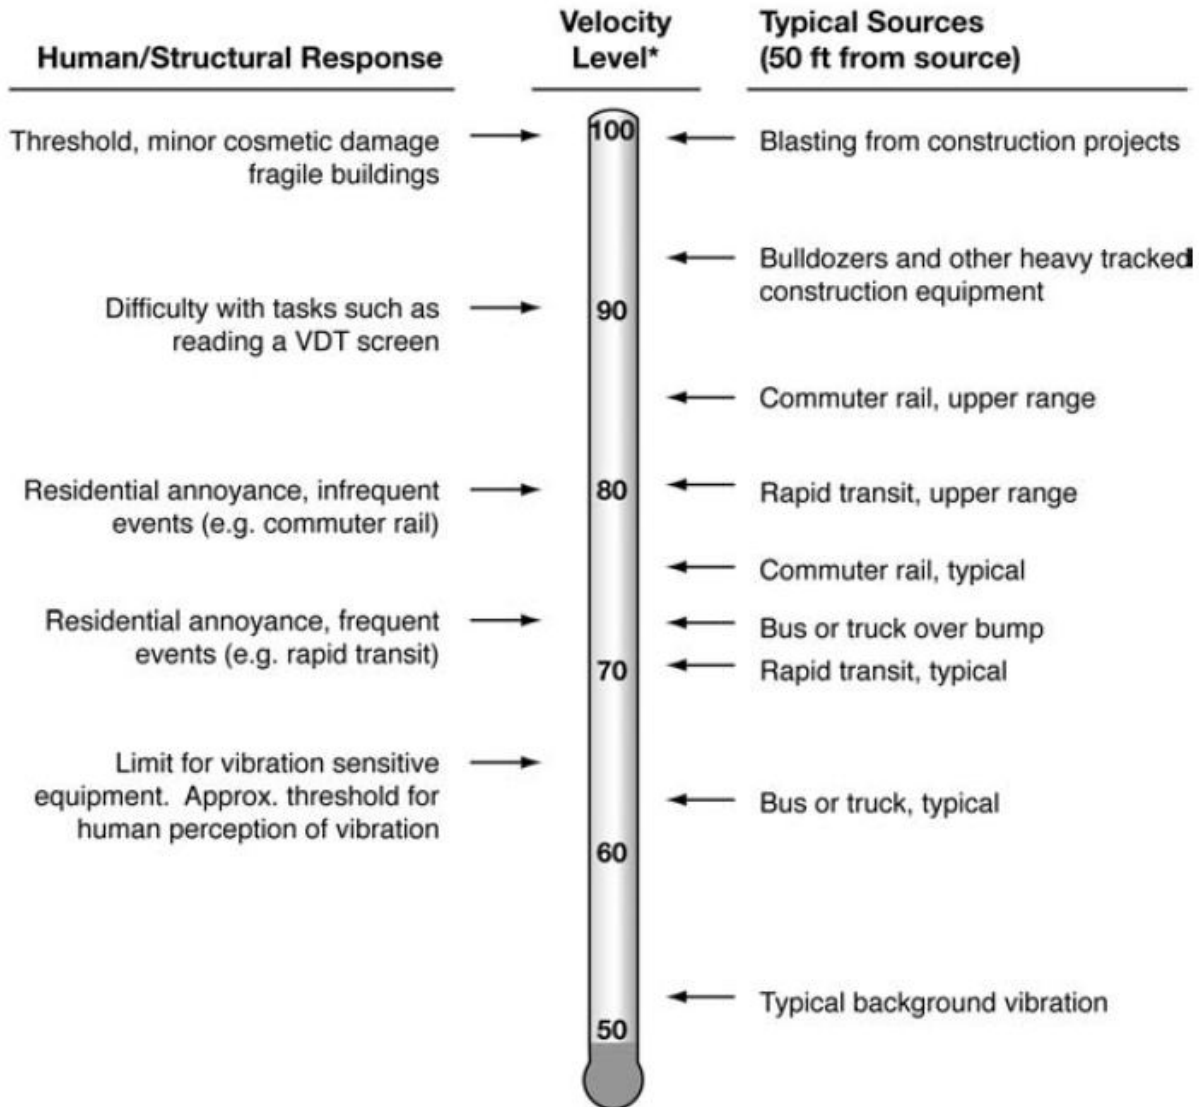 Human/Structural Response
Velocity
Level*
Typical Sources
(50 ft from source)
Threshold, minor cosmetic damage
fragile buildings
100
Blasting from construction projects
Bulldozers and other heavy tracked
construction equipment
Difficulty with tasks such as
reading a VDT screen
90
Commuter rail, upper range
Residential annoyance, infrequent
events (e.g. commuter rail)
80
Rapid transit, upper range
Commuter rail, typical
Residential annoyance, frequent
events (e.g. rapid transit)
Bus or truck over bump
70
Rapid transit, typical
Limit for vibration sensitive
equipment. Approx. threshold for
human perception of vibration
Bus or truck, typical
60
Typical background vibration
50